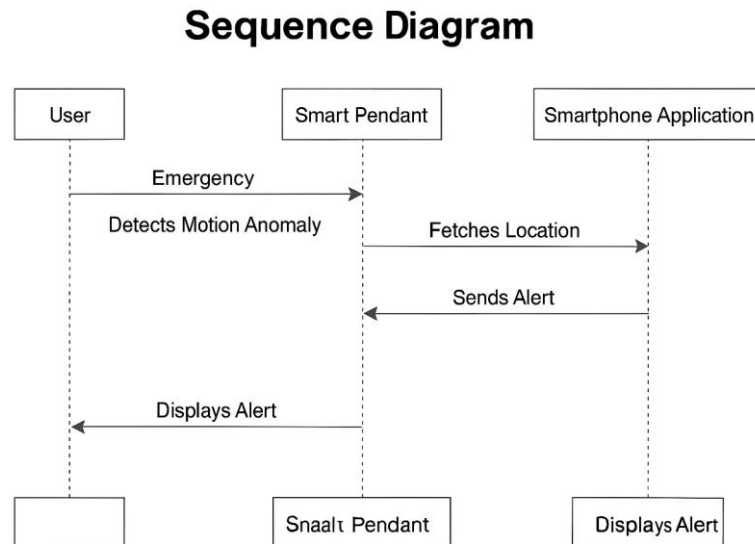 Sequence Diagram
User
Smart Pendant
Smartphone Application
Emergency
Detects Motion Anomaly
Fetches Location
Sends Alert
Displays Alert
Snaalτ Pendant
Displays Alert